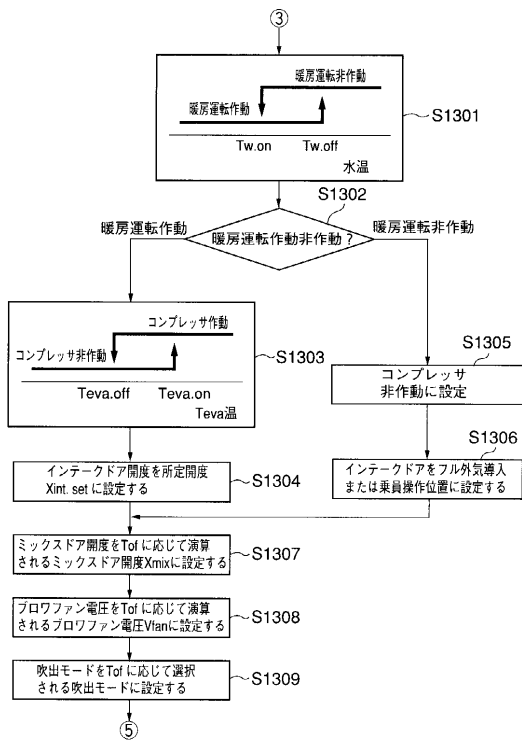 ③
暖房運転非作動
暖房運転作動
Tw.on Tw.off
水温
S1301
S1302
暖房運転作動
暖房運転作動非作動？
暖房運転非作動
コンプレッサ作動
コンプレッサ非作動
Teva.off Teva.on
Teva温
S1303
S1305
コンプレッサ
非作動に設定
インテークドア開度を所定開度
Xint. set に設定する
S1304
S1306
インテークドアをフル外気導入
または乗員操作位置に設定する
ミックスドア開度をTof に応じて演算
されるミックスドア開度Xmixに設定する
S1307
ブロワファン電圧をTof に応じて演算
されるブロワファン電圧Vfanに設定する
S1308
吹出モードをTof に応じて選択
される吹出モードに設定する
S1309
⑤